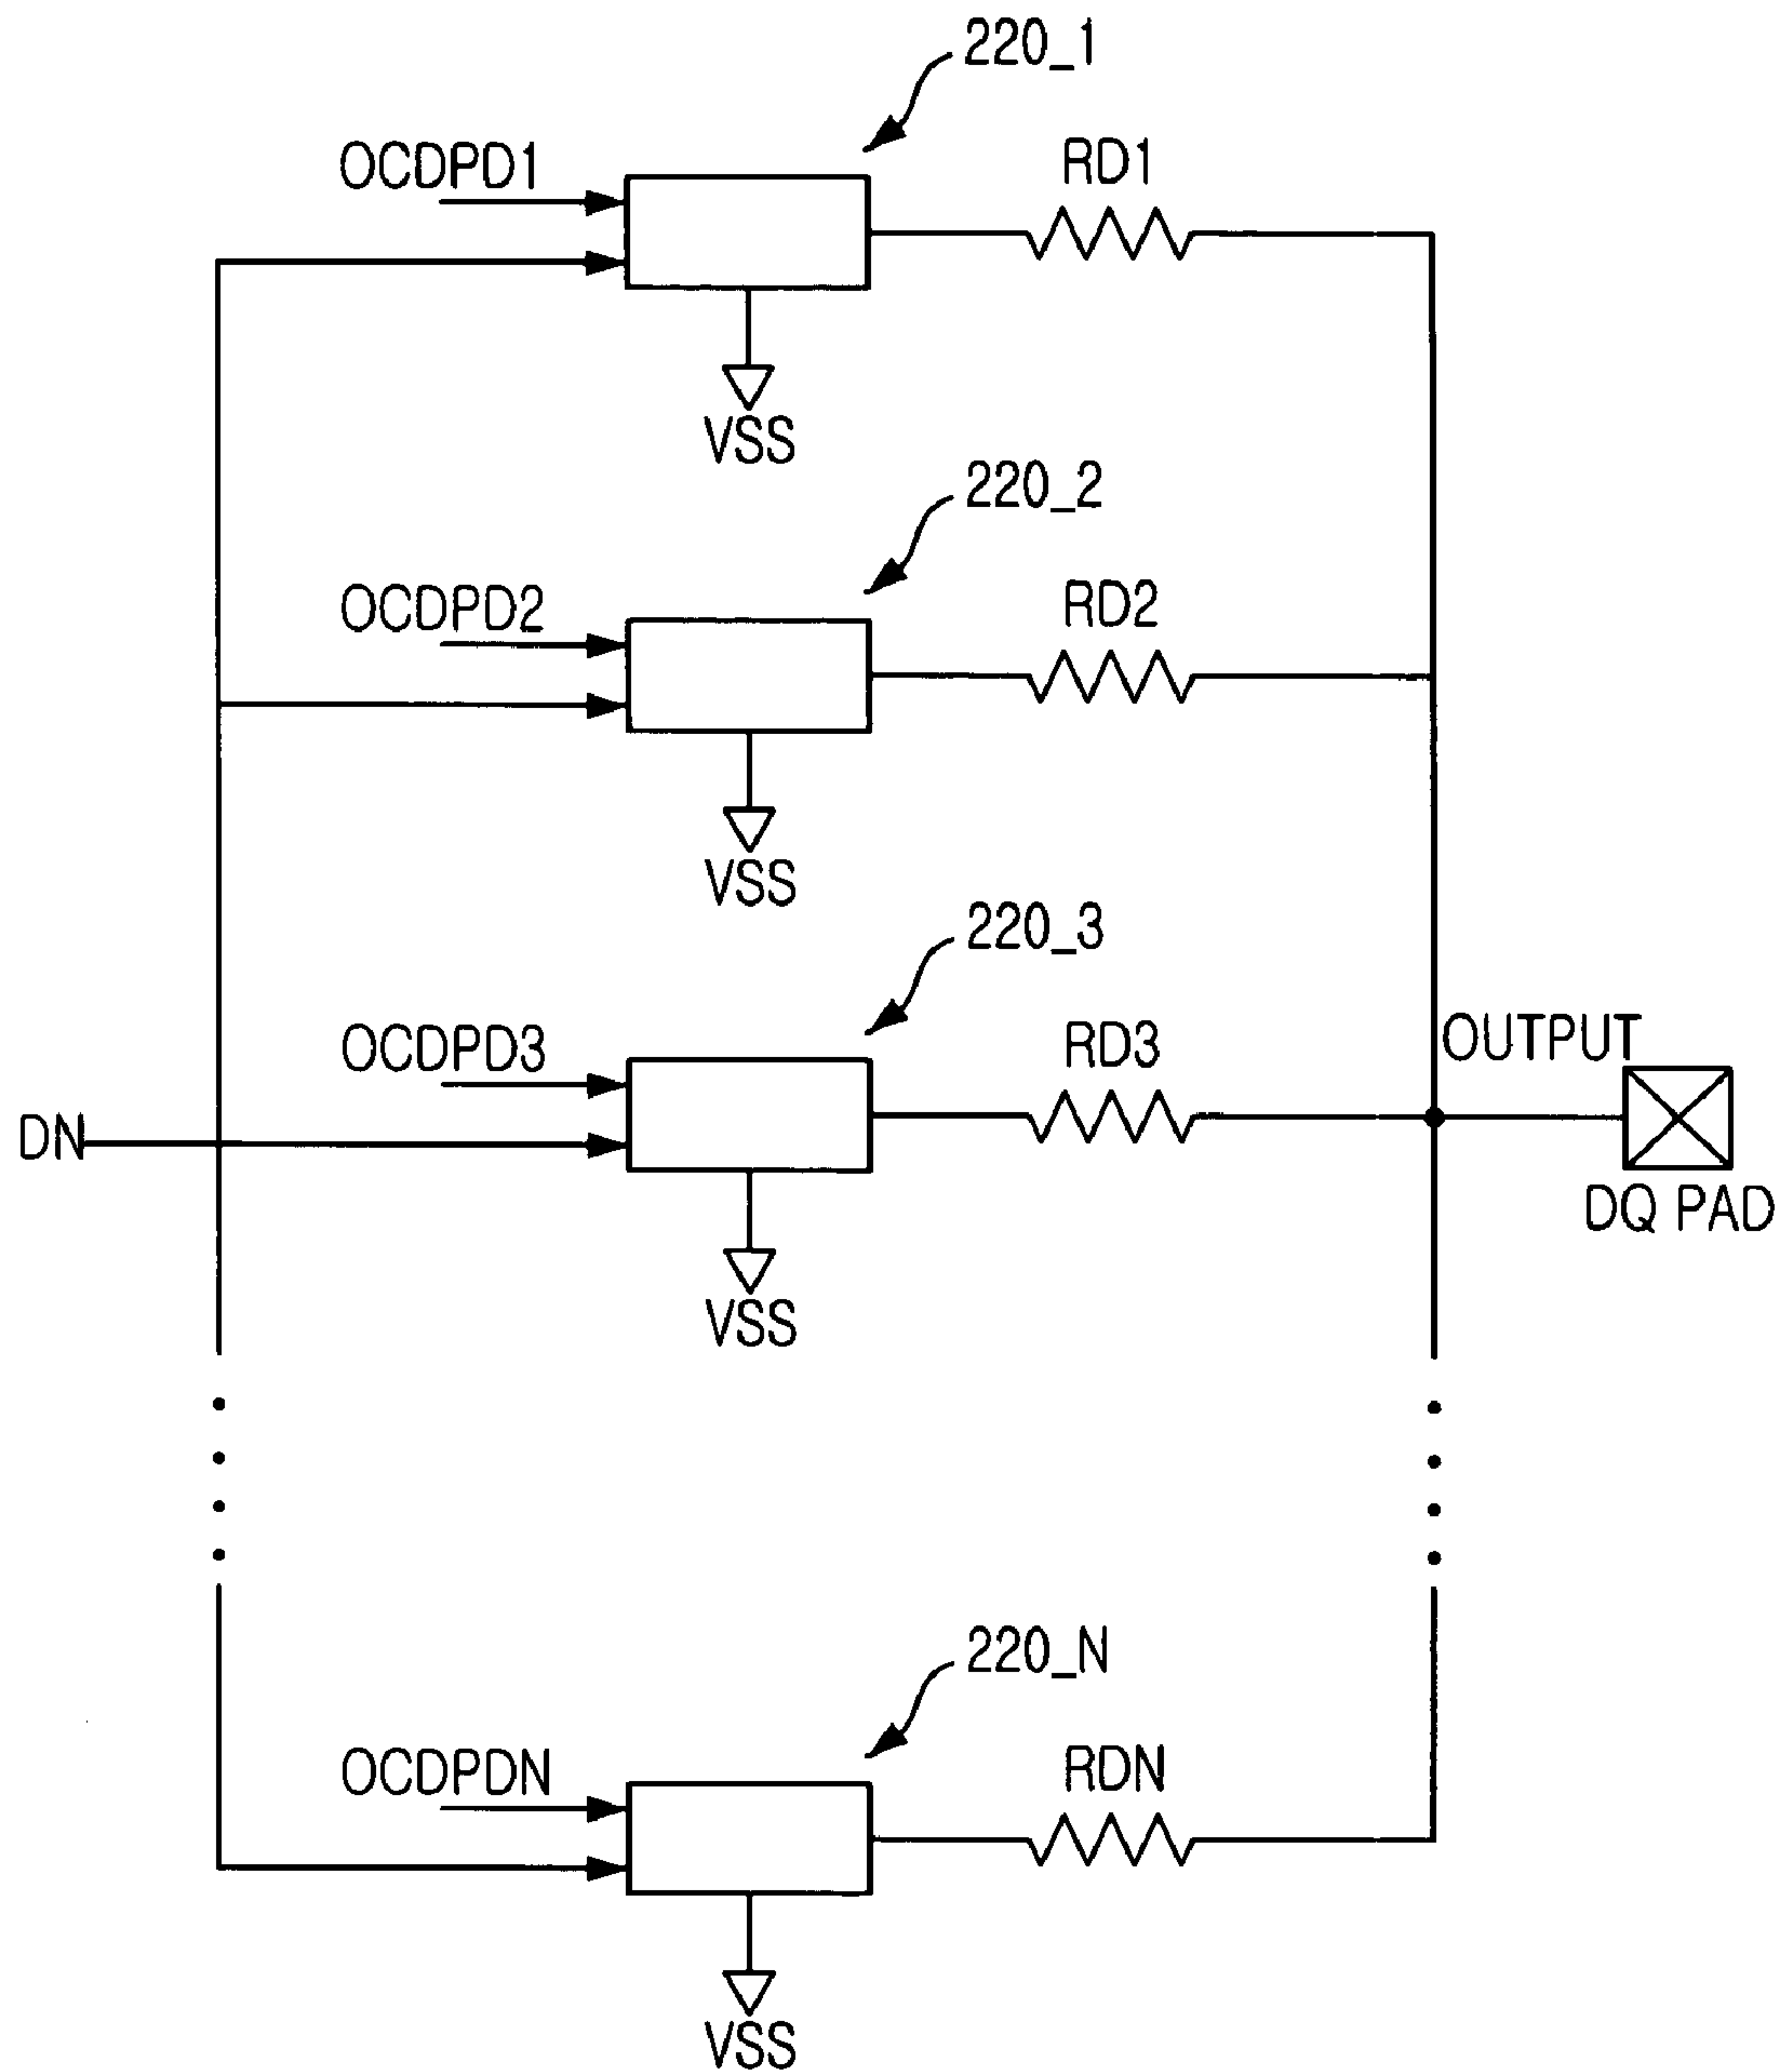 220_1
OCDPD1
RD1
VSS
220_2
OCDPD2
RD2
VSS
220_3
OCDPD3
RD3
OUTPUT
DN
DQ PAD
VSS
220_N
OCDPDN
RDN
VSS